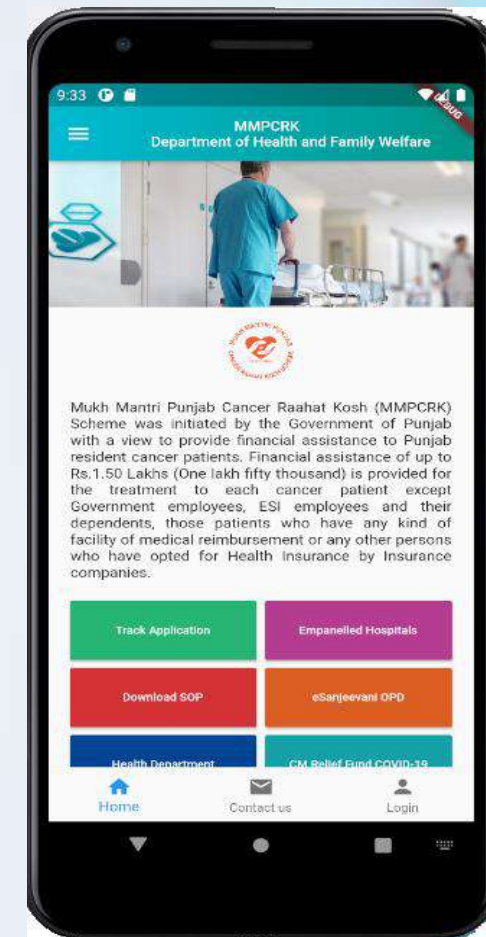 9:33
DEBUG
MMPCRK
Department of Health and Family Welfare
MUKH MANTRI PUNJAB
Mukh Mantri Punjab Cancer Raahat Kosh (MMPCRK)
Scheme was initiated by the Government of Punjab
with a view to provide financial assistance to Punjab
resident cancer patients. Financial assistance of up to
Rs.1.50 Lakhs (One lakh fifty thousand) is provided for
the treatment to each cancer patient except
Government employees, ESI employees and their
dependents, those patients who have any kind of
facility of medical reimbursement or any other persons
who have opted for Health Insurance by Insurance
companies.
Track Application Empanelled Hospitals
Download SOP eSanjeevani OPD
Health Department CM Relief Fund COVID-19
Home Contact us Login